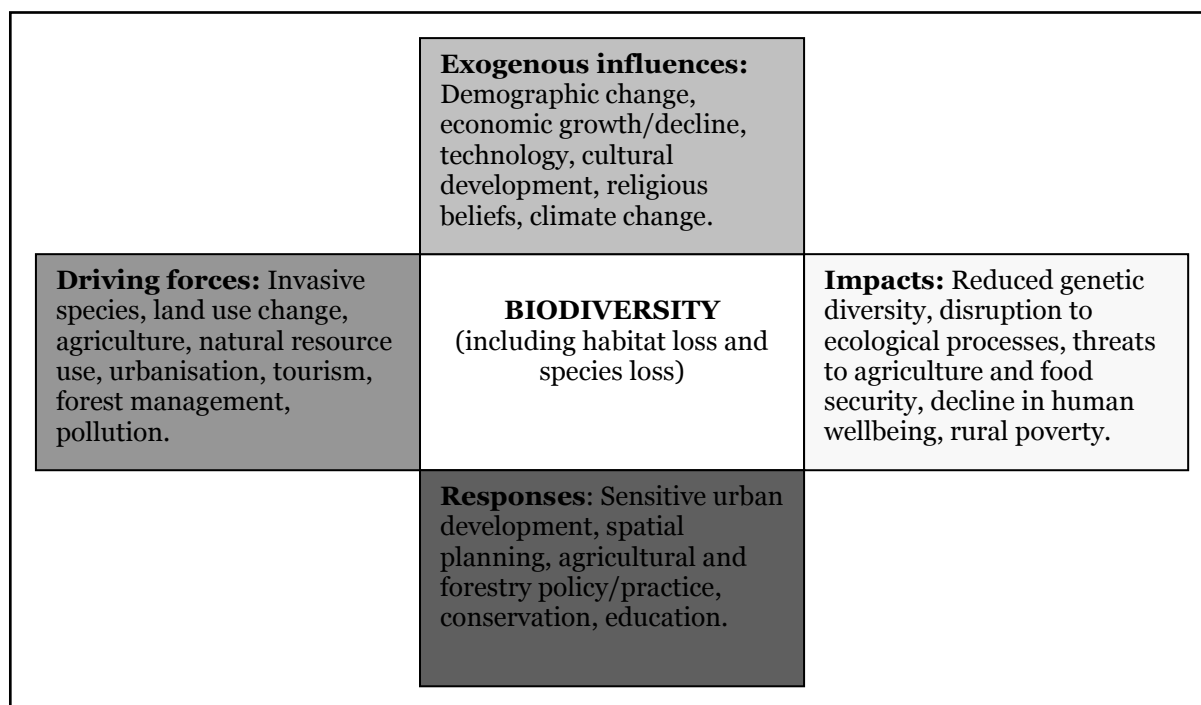 Exogenous influences:
Demographic change,
economic growth/decline,
technology, cultural
development, religious
beliefs, climate change.
Driving forces: Invasive
species, land use change,
agriculture, natural resource
use, urbanisation, tourism,
forest management,
pollution.
BIODIVERSITY
(including habitat loss and
species loss)
Impacts: Reduced genetic
diversity, disruption to
ecological processes, threats
to agriculture and food
security, decline in human
wellbeing, rural poverty.
Responses: Sensitive urban
development, spatial
planning, agricultural and
forestry policy/practice,
conservation, education.